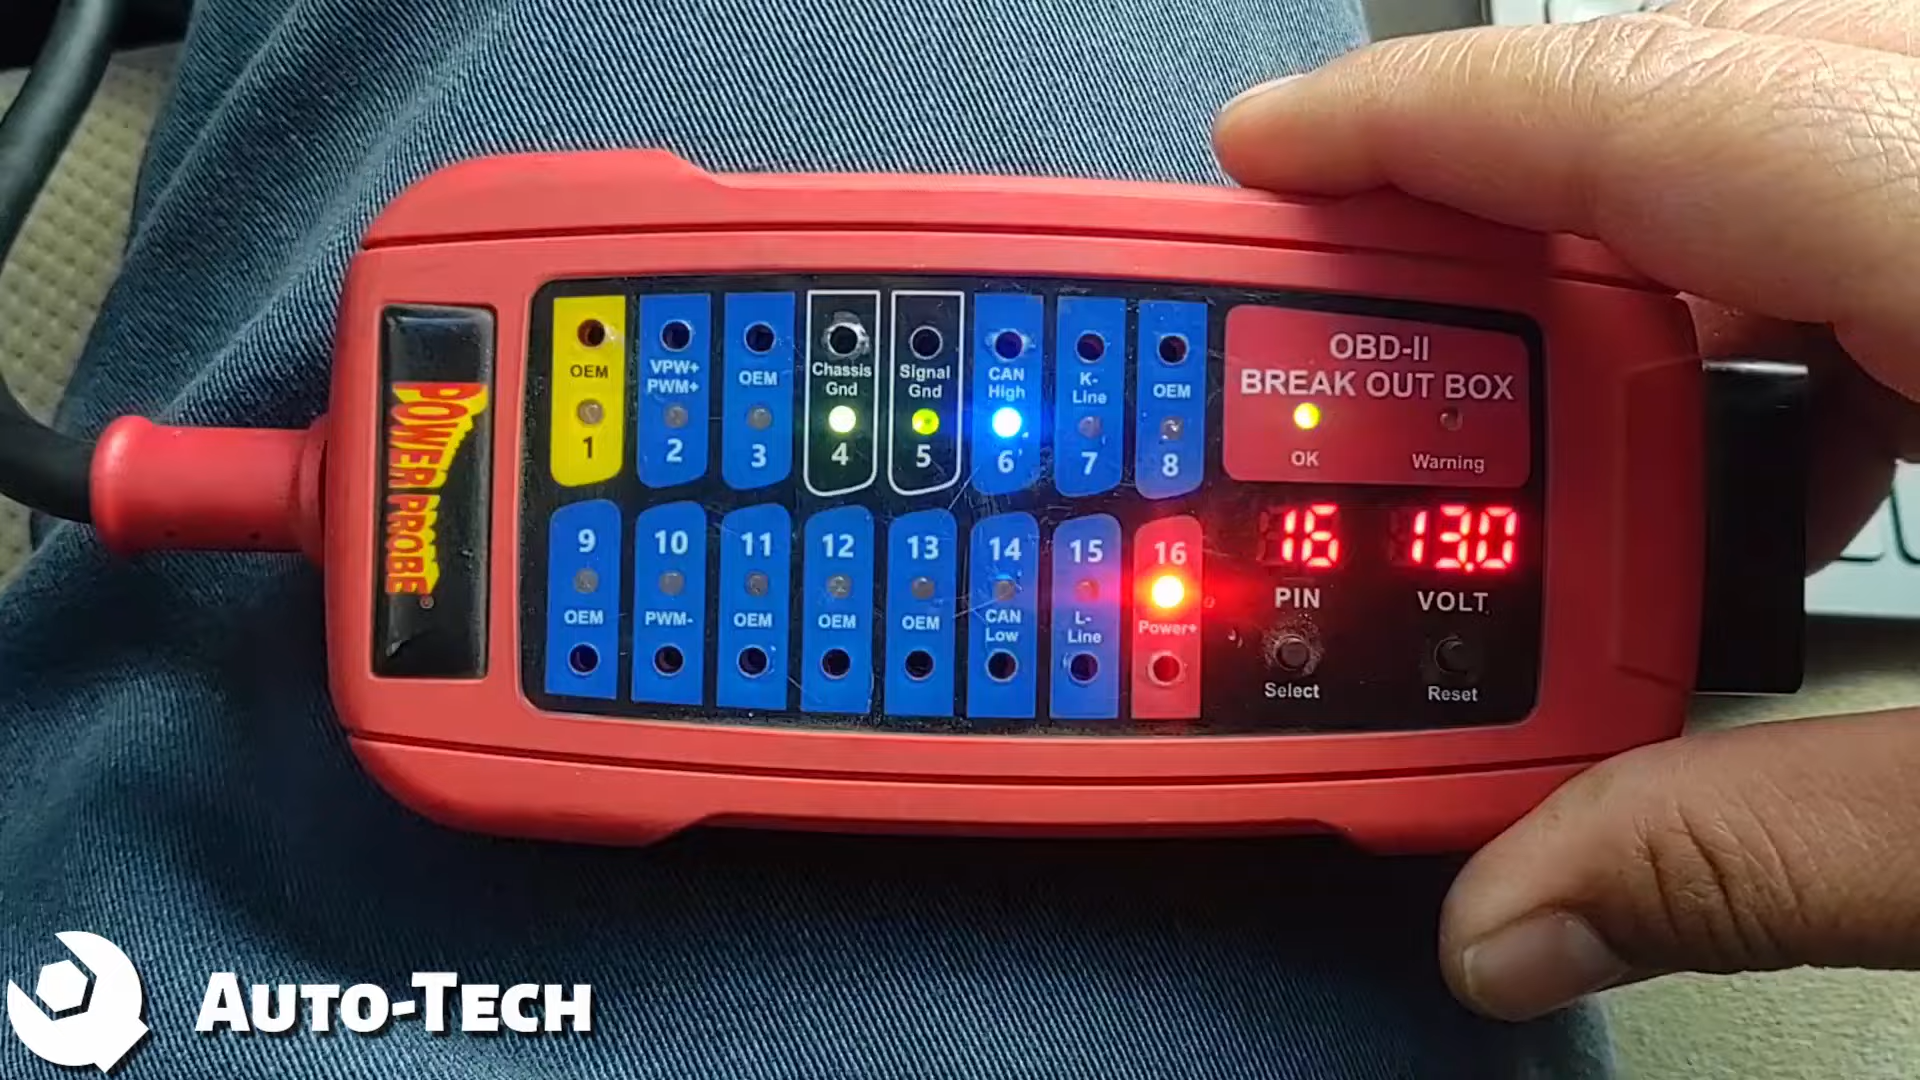 POWER PROBE®
OEM
1
VPW+
PWM+
2
OEM
3
Chassis
Gnd
4
Signal
Gnd
5
CAN
High
6
K-
Line
7
OEM
8
9
OEM
10
PWM-
11
OEM
12
OEM
13
OEM
14
CAN
Low
15
L-
Line
16
Power+
OBD-II
BREAK OUT BOX
OK Warning
16 13.0
PIN VOLT
Select Reset
AUTO-TECH